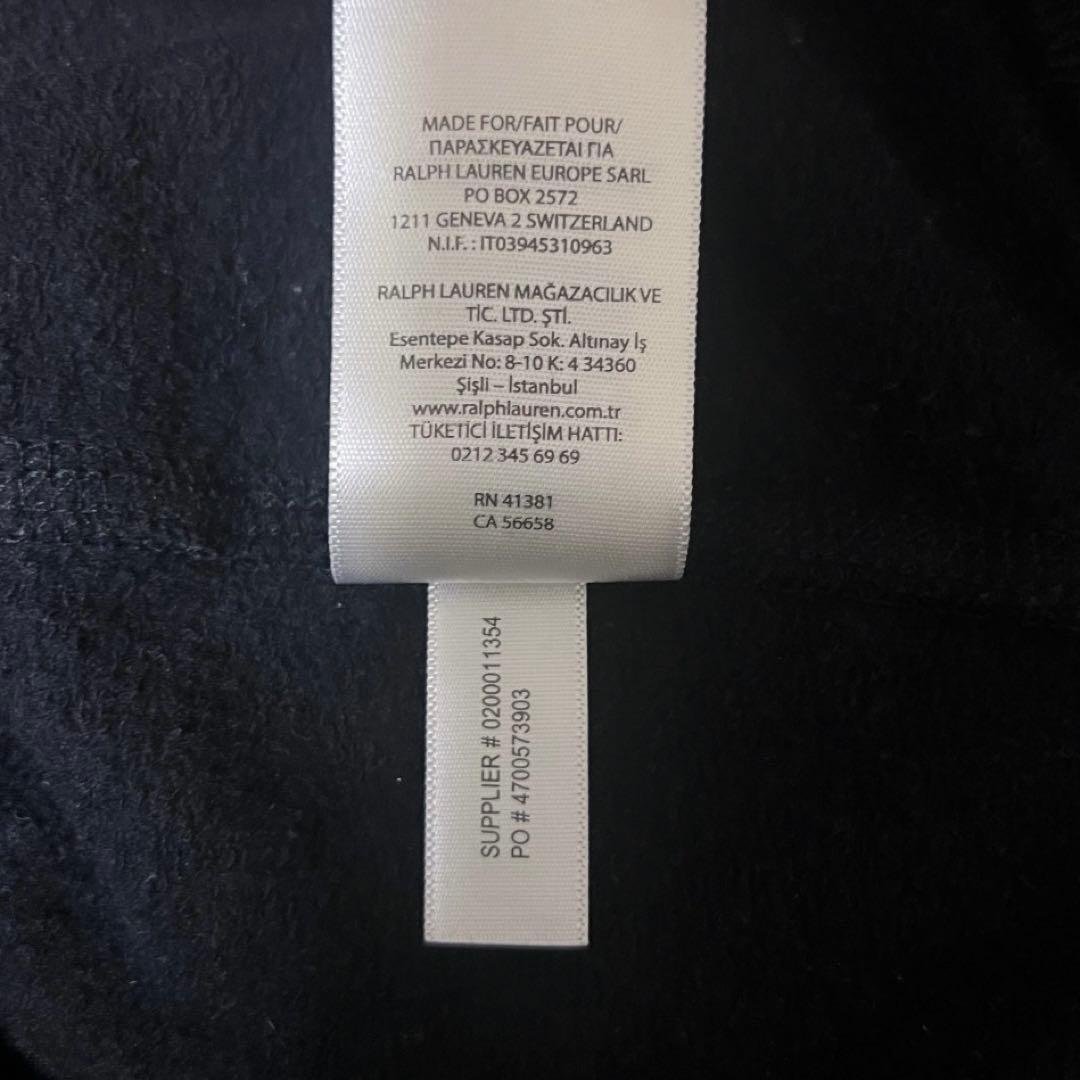 MADE FOR/FAIT POUR/
ΠΑΡΑΣΚΕΥΑΖΕΤΑΙ ΓΙΑ
RALPH LAUREN EUROPE SARL
PO BOX 2572
1211 GENEVA 2 SWITZERLAND
N.I.F. : IT03945310963
RALPH LAUREN MAĞAZACILIK VE
TİC. LTD. ŞTİ.
Esentepe Kasap Sok. Altınay İş
Merkezi No: 8-10 K: 4 34360
Şişli – İstanbul
www.ralphlauren.com.tr
TÜKETİCİ İLETİŞİM HATTI:
0212 345 69 69
RN 41381
CA 56658
SUPPLIER # 0200011354
PO # 4700573903